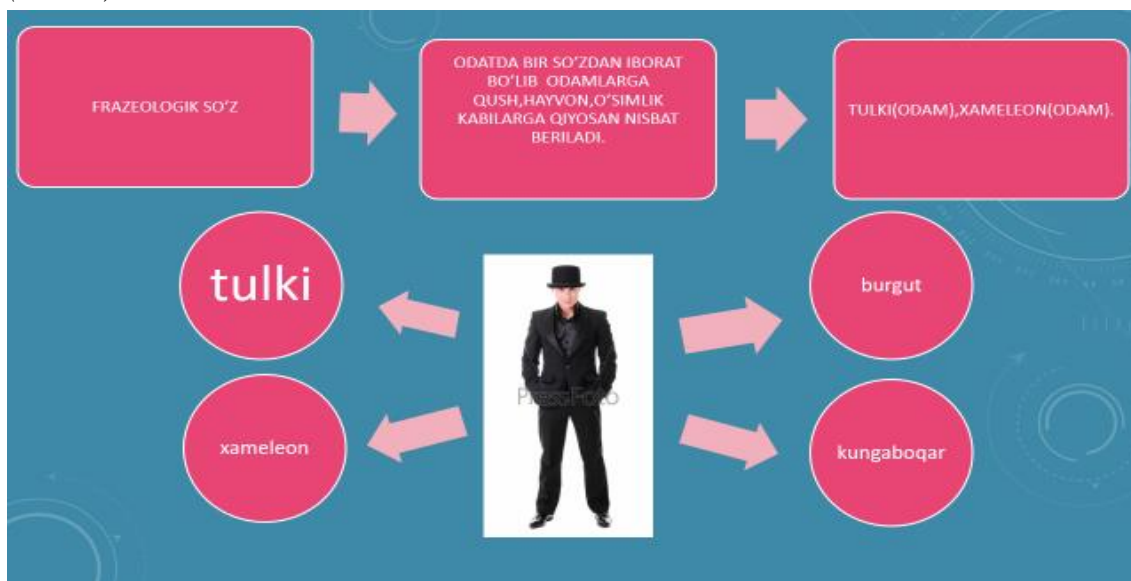 FRAZEOLOGIK SO'Z
ODATDA BIR SO'ZDAN IBORAT
BO'LIB ODAMLARGA
QUSH,HAYVON,O'SIMLIK
KABILARGA QIYOSAN NISBAT
BERILADI.
TULKI(ODAM),XAMELEON(ODAM).
tulki
burgut
PressFoto
xameleon
kungaboqar